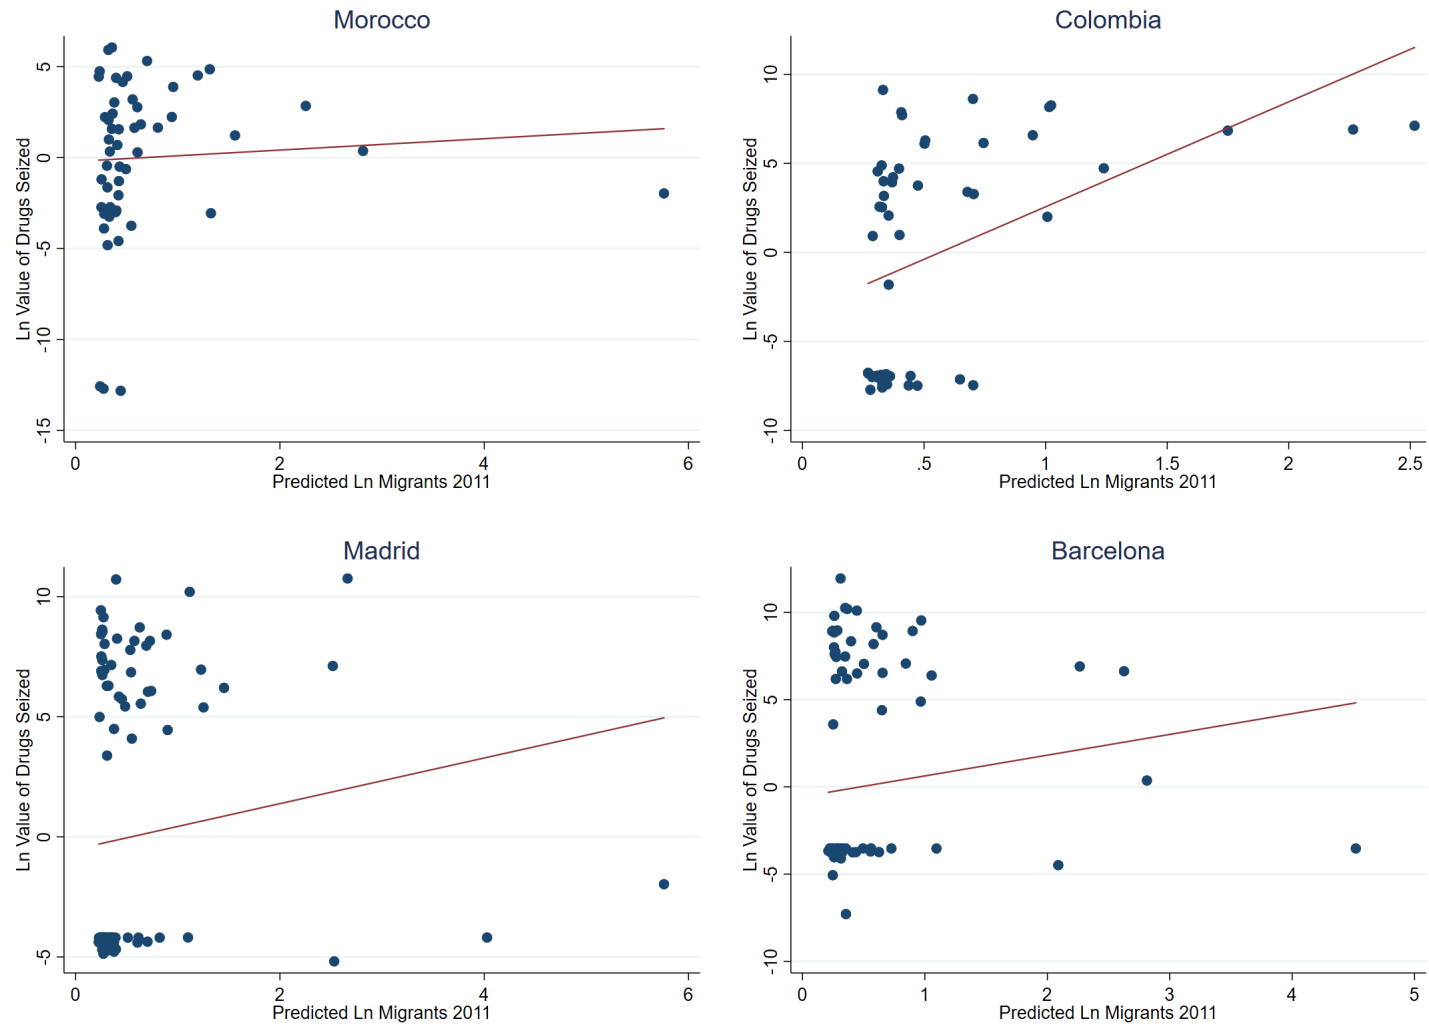 Morocco
Ln Value of Drugs Seized
5
0
-5
-10
-15
0 2 4 6
Predicted Ln Migrants 2011
Colombia
Ln Value of Drugs Seized
10
5
0
-5
-10
0 .5 1 1.5 2 2.5
Predicted Ln Migrants 2011
Madrid
Ln Value of Drugs Seized
10
5
0
-5
0 2 4 6
Predicted Ln Migrants 2011
Barcelona
Ln Value of Drugs Seized
10
5
0
-5
-10
0 1 2 3 4 5
Predicted Ln Migrants 2011